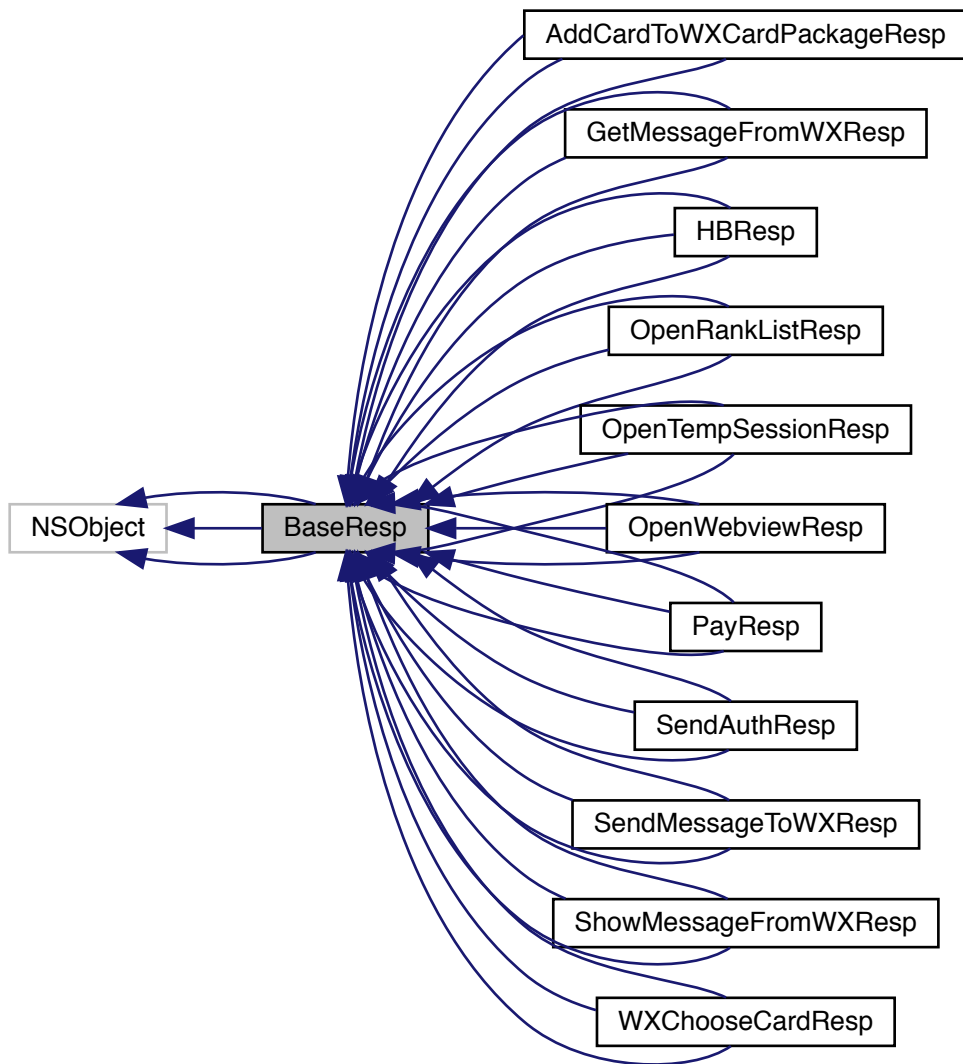 AddCardToWXCardPackageResp
GetMessageFromWXResp
HBResp
OpenRankListResp
OpenTempSessionResp
NSObject
BaseResp
OpenWebviewResp
PayResp
SendAuthResp
SendMessageToWXResp
ShowMessageFromWXResp
WXChooseCardResp